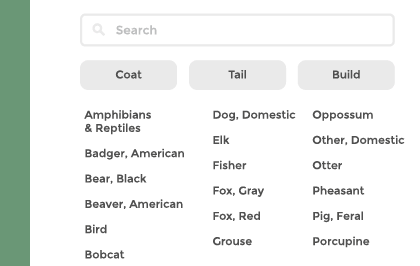 Search
Coat
Tail
Build
Amphibians
& Reptiles
Badger, American
Bear, Black
Beaver, American
Bird
Bobcat
Dog, Domestic
Elk
Fisher
Fox, Gray
Fox, Red
Grouse
Oppossum
Other, Domestic
Otter
Pheasant
Pig, Feral
Porcupine